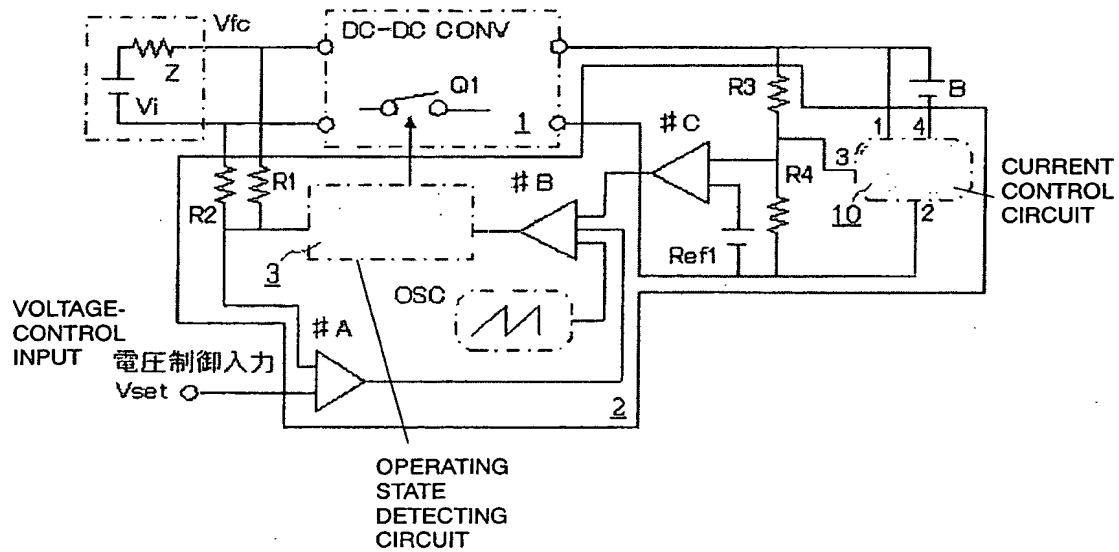 Vfc
DC-DC CONV
Z
Vi
Q1
1
R3
B
#C
1
4
3
R1
R2
#B
R4
10
2
CURRENT
CONTROL
CIRCUIT
3
Ref1
OSC
VOLTAGE-
CONTROL
INPUT
#A
電圧制御入力
Vset
2
OPERATING
STATE
DETECTING
CIRCUIT